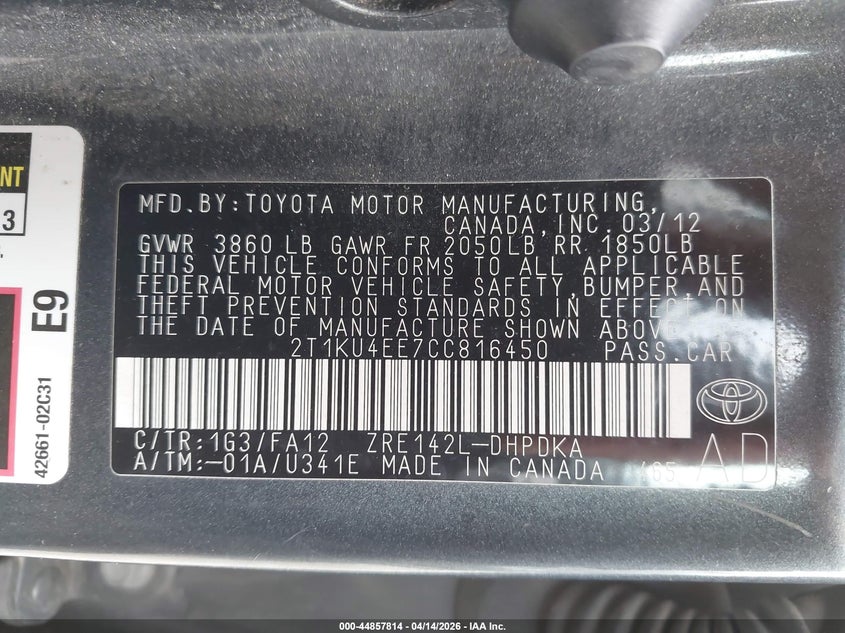 NT
3
E9
42661-02C31
MFD.BY:TOYOTA MOTOR MANUFACTURING,
CANADA,INC. 03/12
GVWR 3860 LB GAWR FR 2050LB RR 1850LB
THIS VEHICLE CONFORMS TO ALL APPLICABLE
FEDERAL MOTOR VEHICLE SAFETY,BUMPER,AND
THEFT PREVENTION STANDARDS IN EFFECT ON
THE DATE OF MANUFACTURE SHOWN ABOVE.
2T1KU4EE7CC816450 PASS.CAR
C/TR:1G3/FA12 ZRE142L-DHPDKA
A/TM:-01A/U341E MADE IN CANADA /65
AD
000-44857814 | 04/14/2026 – IAA Inc.